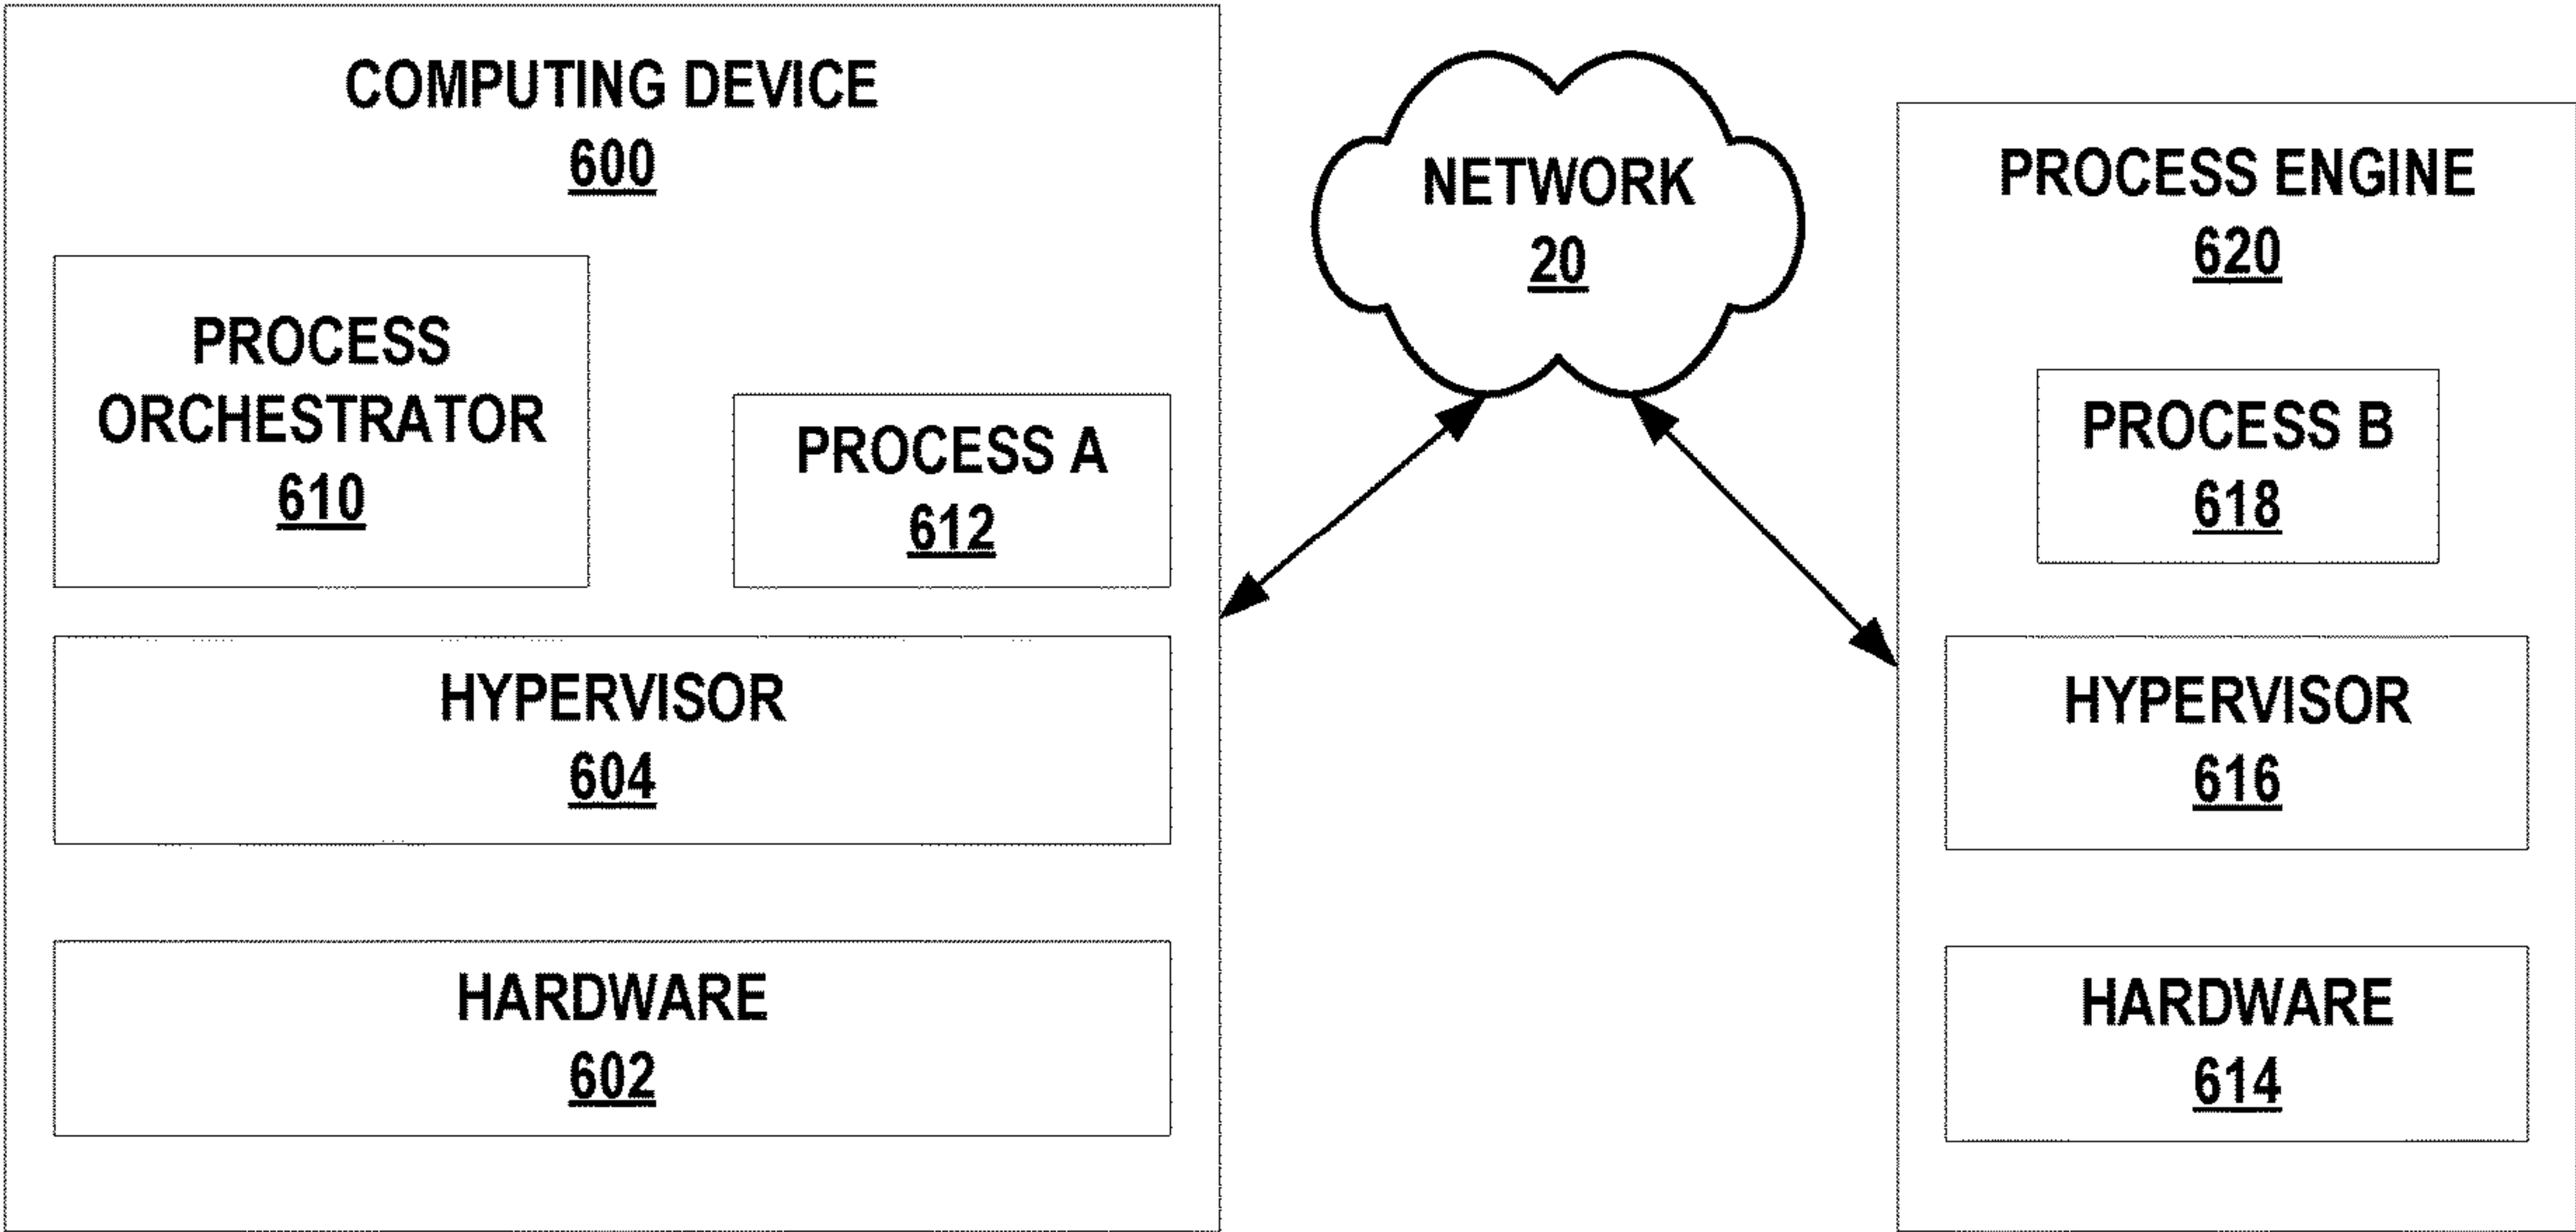 COMPUTING DEVICE
600
PROCESS
ORCHESTRATOR
610
PROCESS A
612
HYPERVISOR
604
HARDWARE
602
NETWORK
20
PROCESS ENGINE
620
PROCESS B
618
HYPERVISOR
616
HARDWARE
614